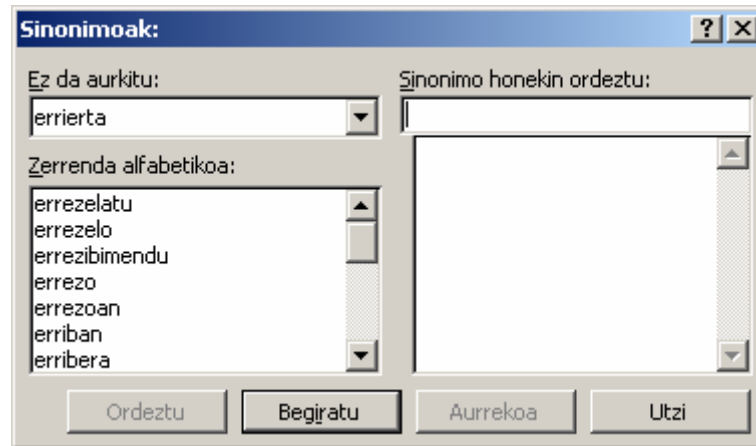 Sinonimoak:
Ez da aurkitu:
errierta
Zerrenda alfabetikoa:
errezelatu
errezelo
errezibimendu
errezo
errezoan
erriban
erribera
Sinonimo honekin ordeztu:
Ordeztu
Begiratu
Aurrekoa
Utzi